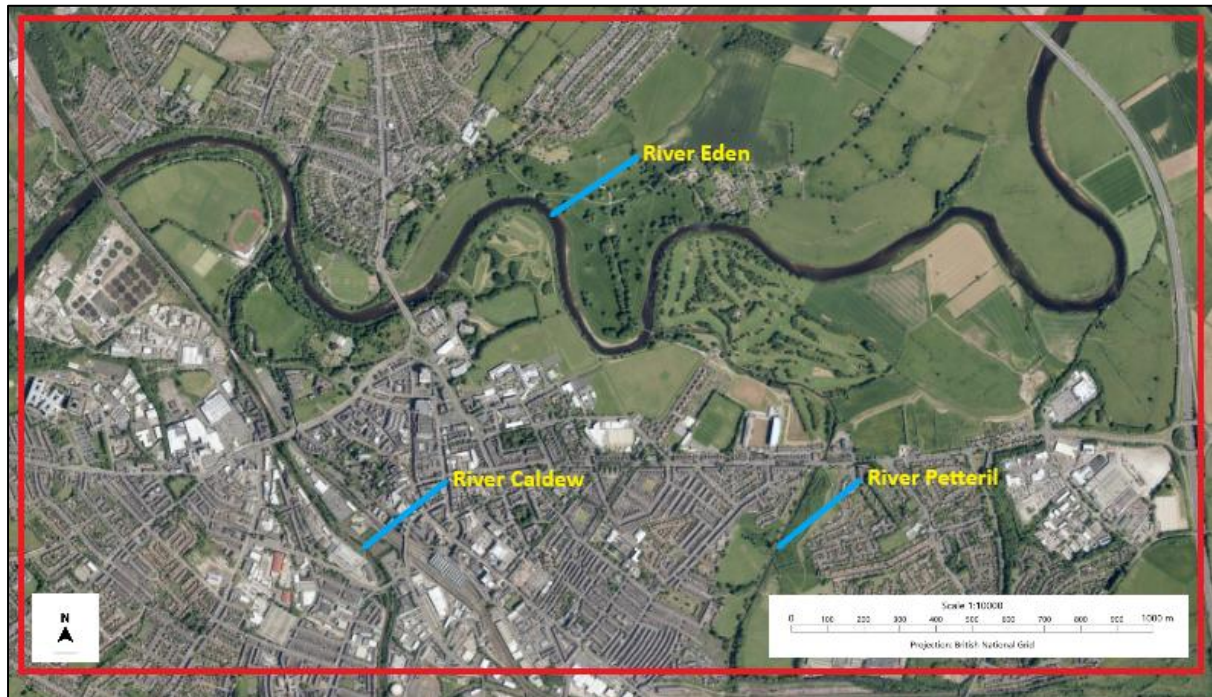 River Eden
River Caldew
River Petteril
N
Scale 1:10000
0 100 200 300 400 500 600 700 800 900 1000 m
Projection: British National Grid